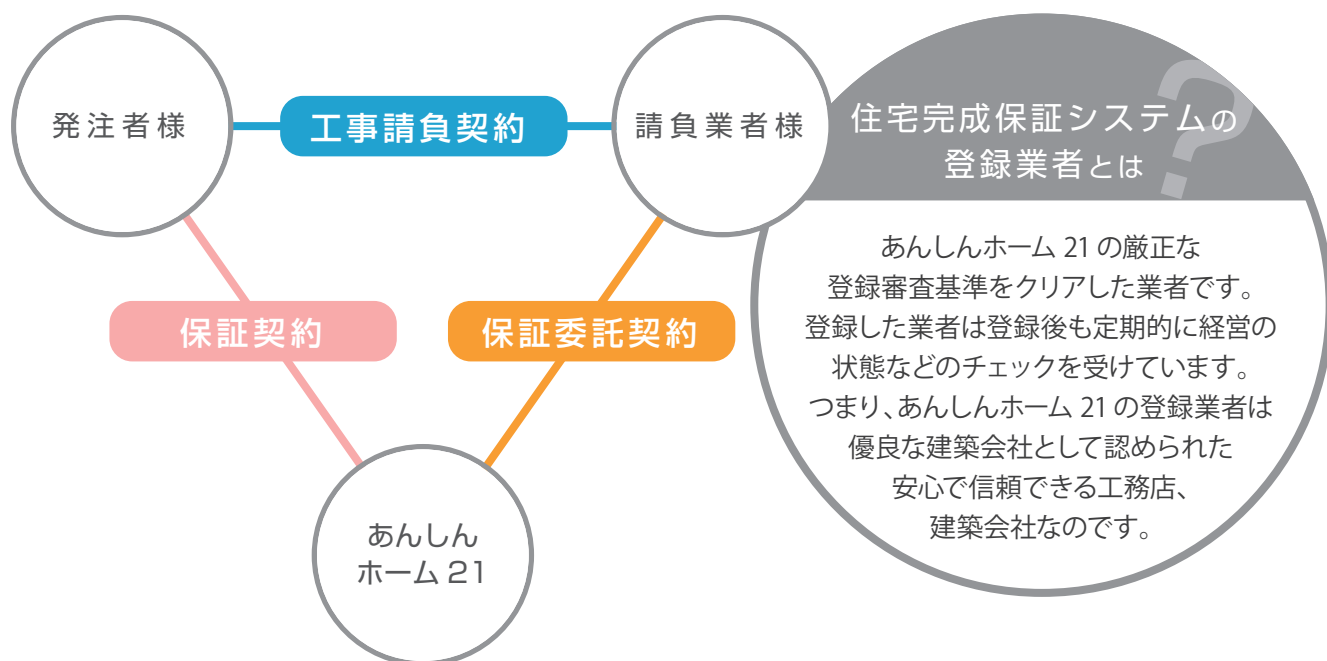 発注者様
工事請負契約
請負業者様
保証契約
保証委託契約
あんしん
ホーム 21
?
住宅完成保証システムの
登録業者とは
あんしんホーム 21 の厳正な
登録審査基準をクリアした業者です。
登録した業者は登録後も定期的に経営の
状態などのチェックを受けています。
つまり、あんしんホーム 21 の登録業者は
優良な建築会社として認められた
安心で信頼できる工務店、
建築会社なのです。